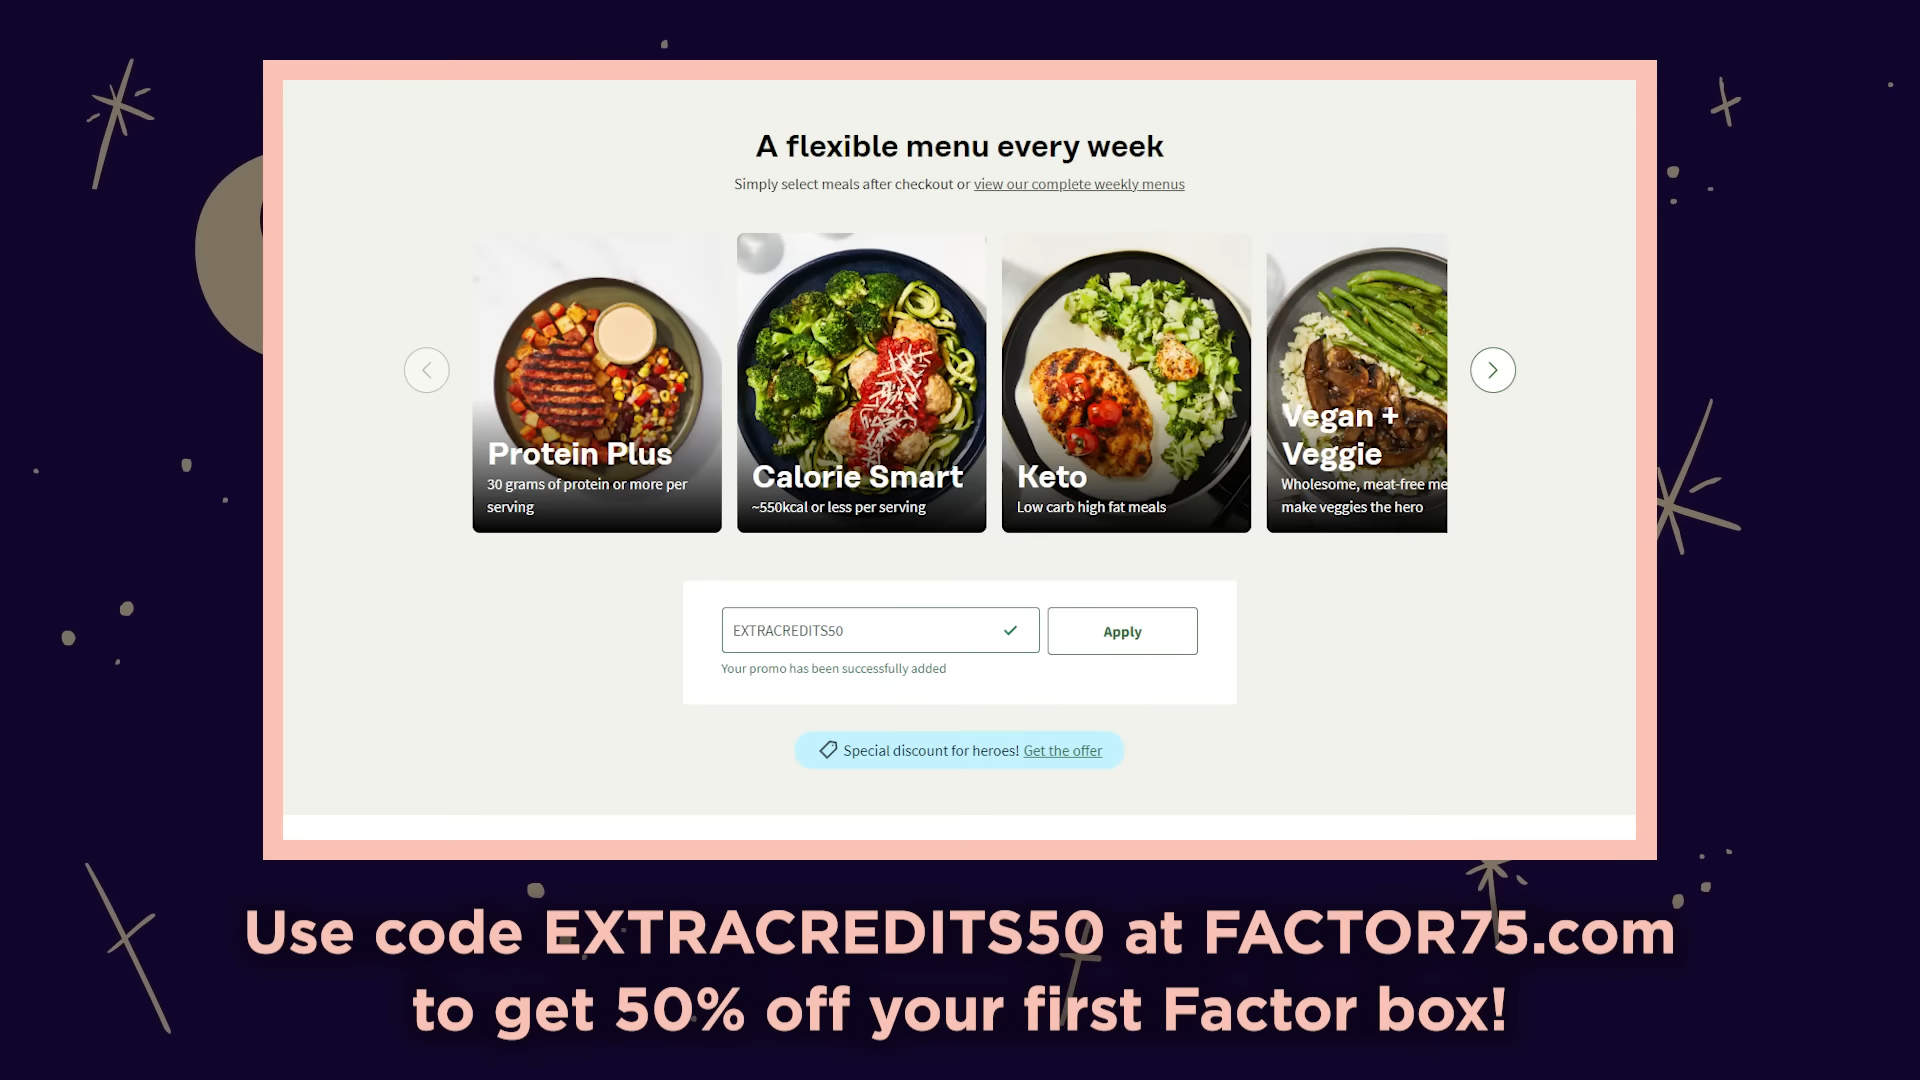 A flexible menu every week
Simply select meals after checkout or view our complete weekly menus
Protein Plus
30 grams of protein or more per
serving
Calorie Smart
~550kcal or less per serving
Keto
Low carb high fat meals
Vegan +
Veggie
Wholesome, meat-free me
make veggies the hero
EXTRACREDITS50
Apply
Your promo has been successfully added
Special discount for heroes! Get the offer
Use code EXTRACREDITS50 at FACTOR75.com
to get 50% off your first Factor box!